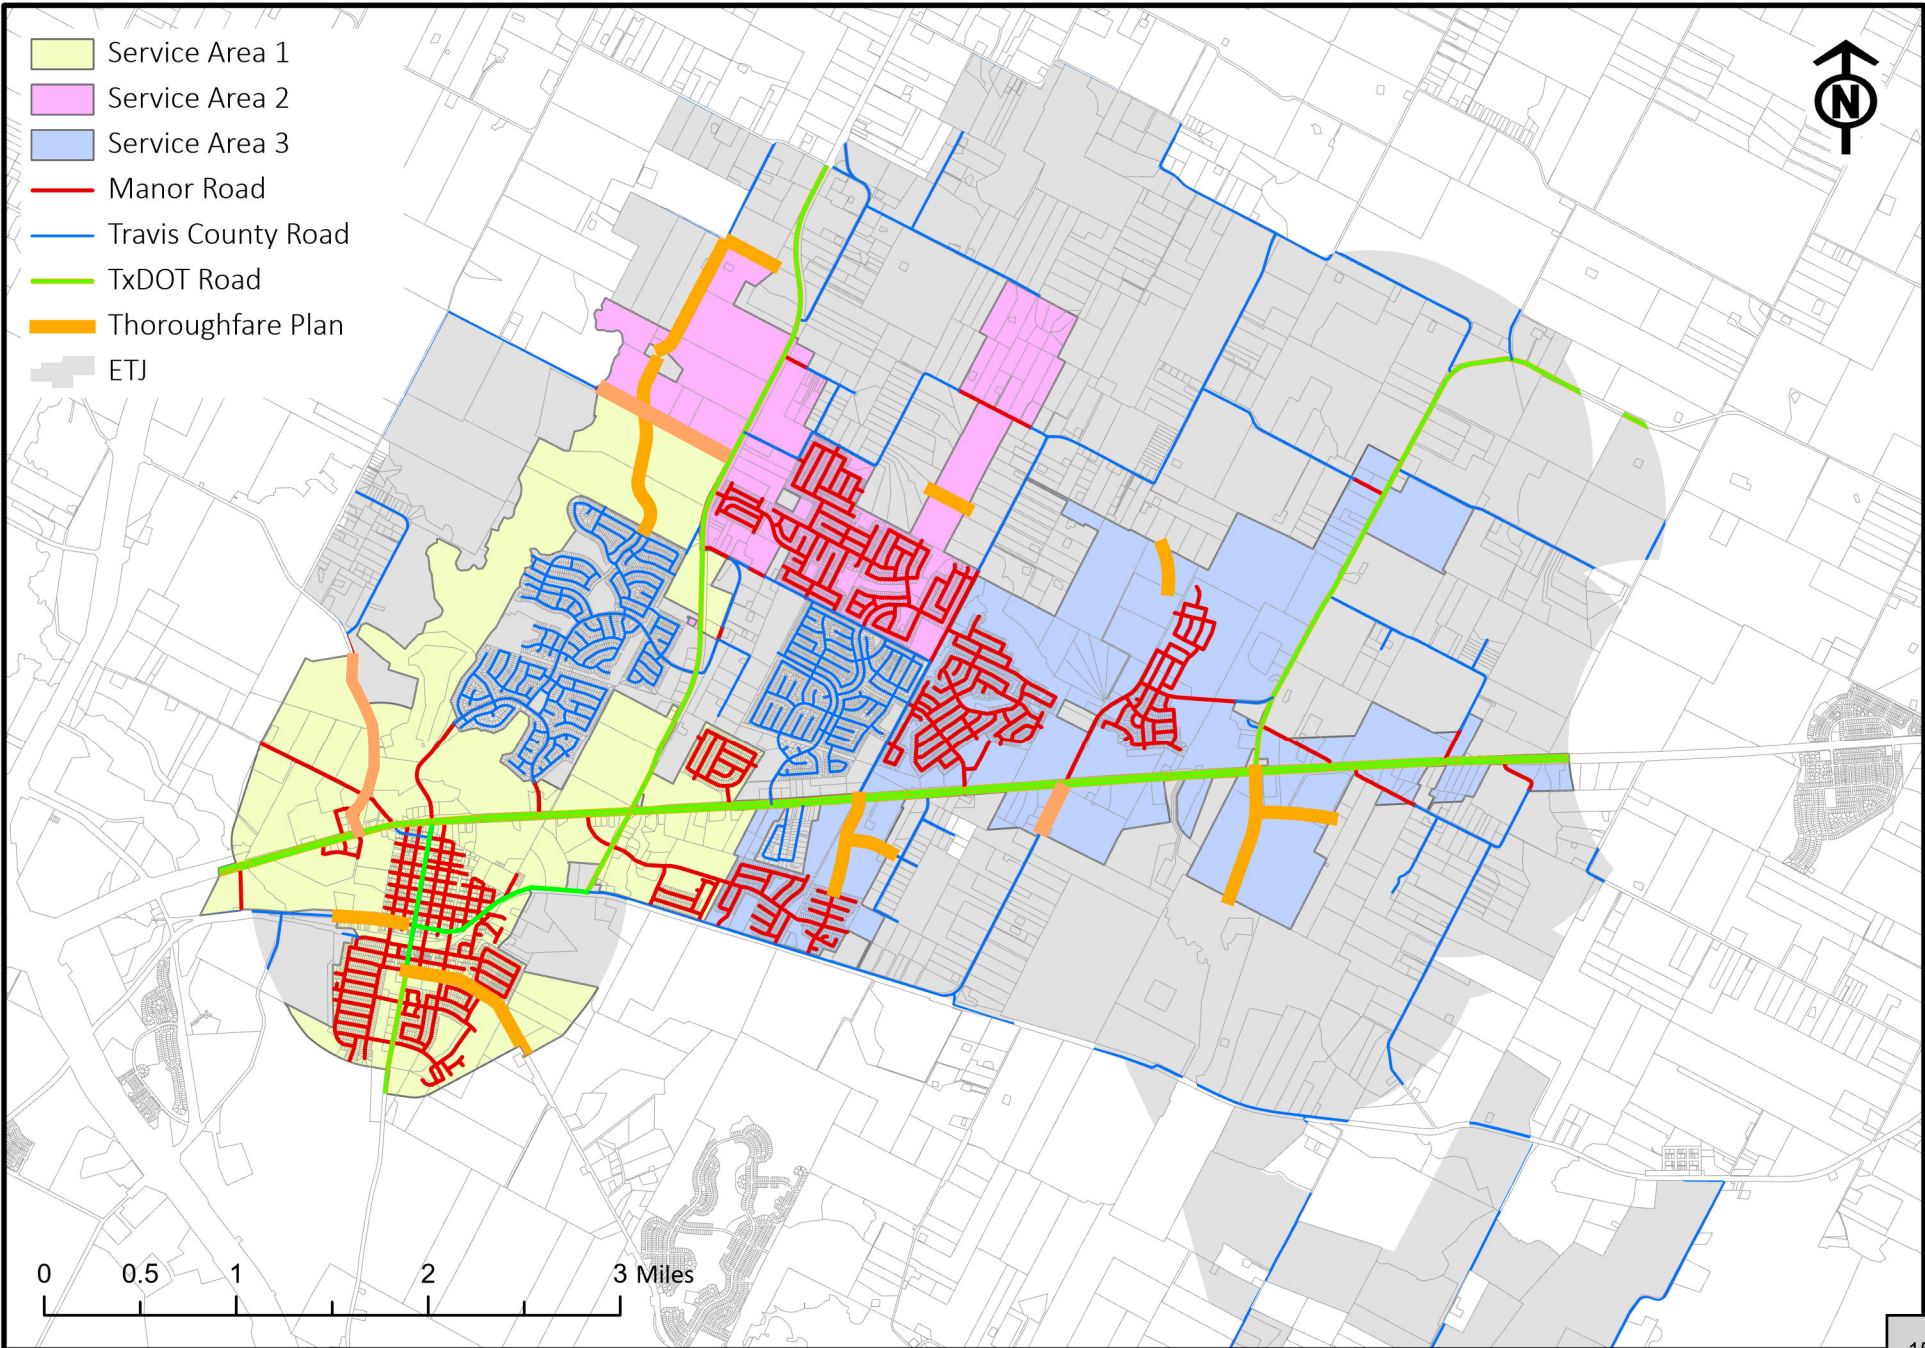 Service Area 1
Service Area 2
Service Area 3
Manor Road
Travis County Road
TxDOT Road
Thoroughfare Plan
ETJ
N
0 0.5 1 2 3 Miles